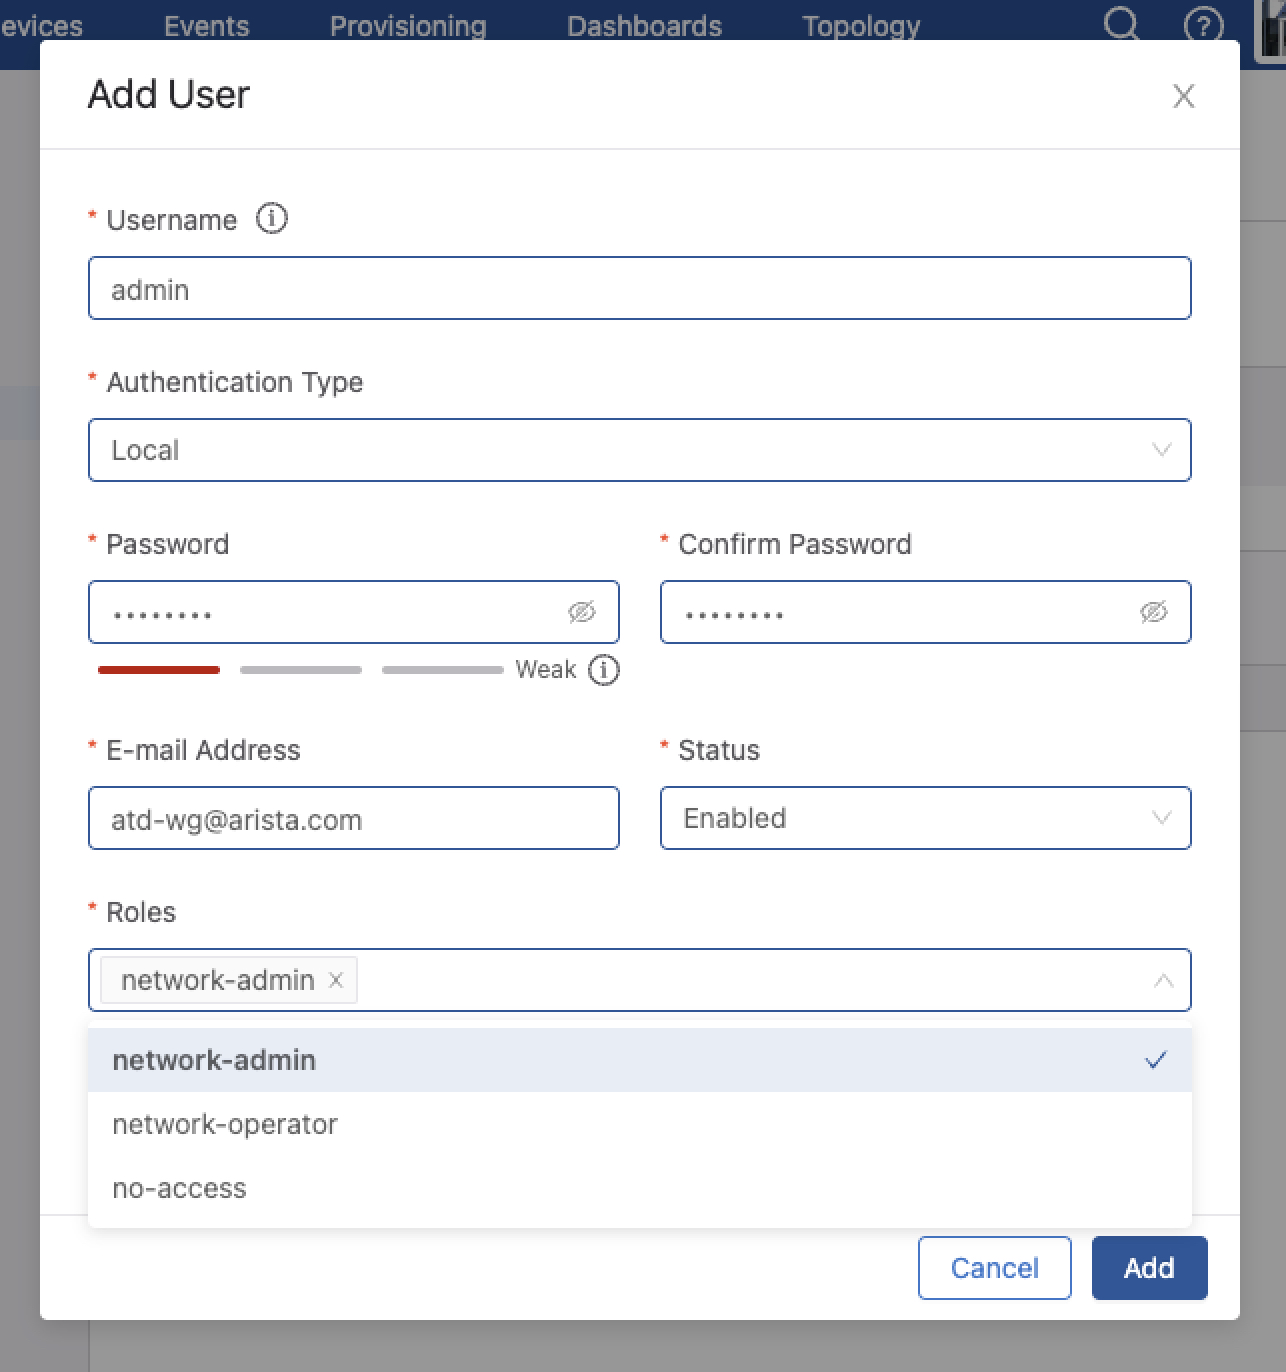 evices Events Provisioning Dashboards Topology
Add User
* Username
admin
* Authentication Type
Local
* Password * Confirm Password
•••••••• ••••••••
Weak
* E-mail Address * Status
atd-wg@arista.com Enabled
* Roles
network-admin
network-admin
network-operator
no-access
Cancel Add